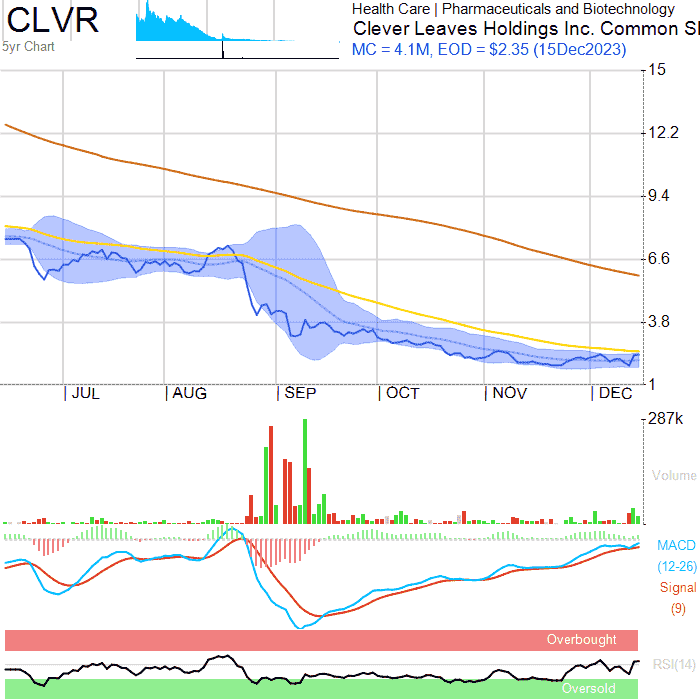 CLVR
5yr Chart
Health Care | Pharmaceuticals and Biotechnology
Clever Leaves Holdings Inc. Common S
MC = 4.1M, EOD = $2.35 (15Dec2023)
15
12.2
9.4
6.6
3.8
1
JUL AUG SEP OCT NOV DEC
287k
Volume
MACD
(12-26)
Signal
(9)
Overbought
RSI(14)
Oversold